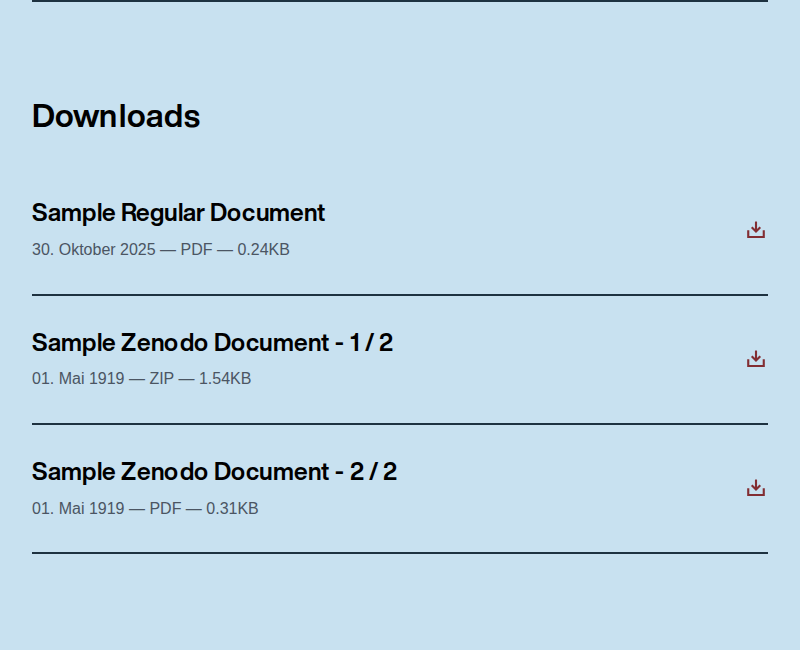 Downloads
Sample Regular Document
30. Oktober 2025 — PDF — 0.24KB
Sample Zenodo Document - 1 / 2
01. Mai 1919 — ZIP — 1.54KB
Sample Zenodo Document - 2 / 2
01. Mai 1919 — PDF — 0.31KB